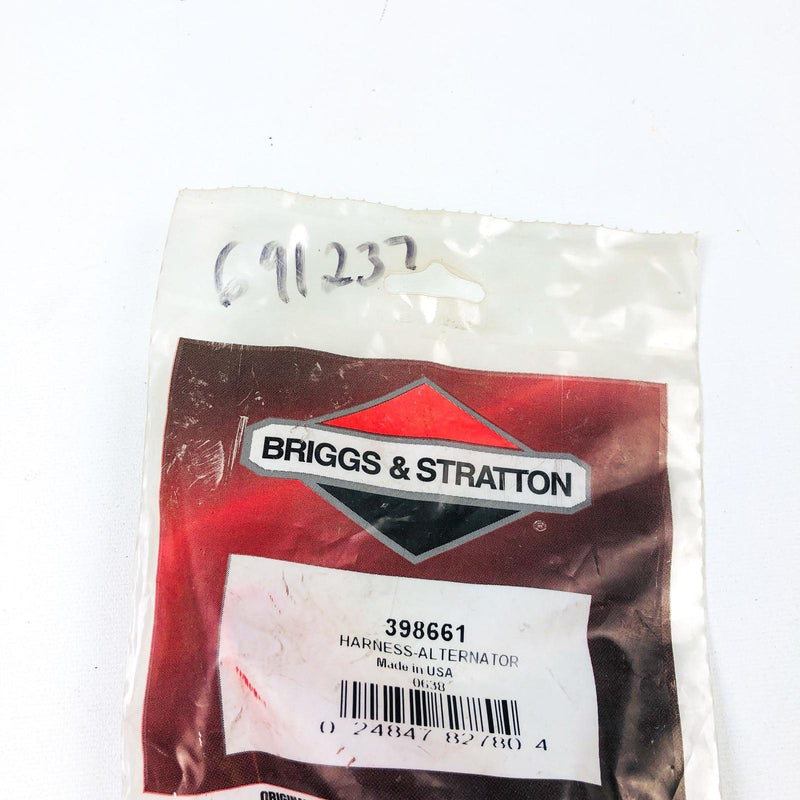 691237
BRIGGS & STRATTON
®
398661
HARNESS-ALTERNATOR
Made in USA
0638
0 24847 82780 4